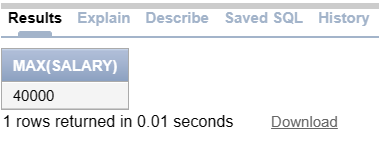 Results Explain Describe Saved SQL History
MAX(SALARY)
40000
1 rows returned in 0.01 seconds Download